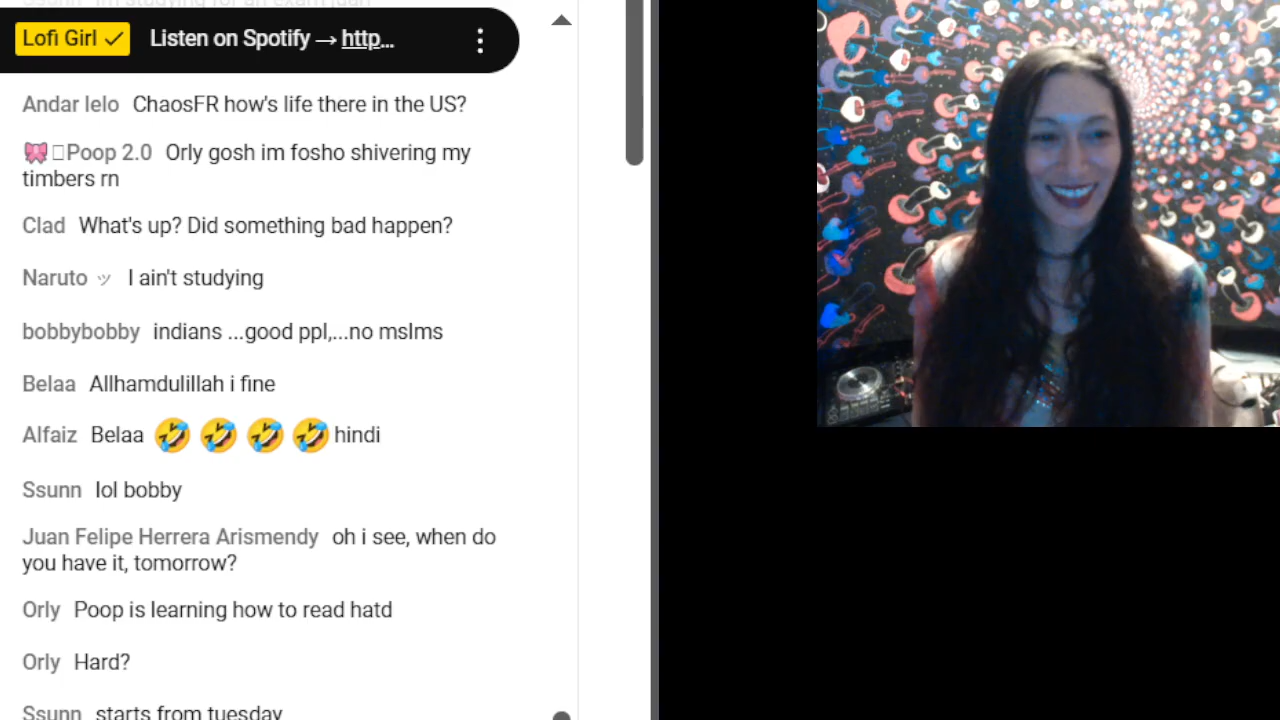 Lofi Girl ✓ Listen on Spotify → http...
Andar lelo ChaosFR how's life there in the US?
🎀□Poop 2.0 Orly gosh im fosho shivering my
timbers rn
Clad What's up? Did something bad happen?
Naruto ッ I ain't studying
bobbybobby indians ...good ppl,...no mslms
Belaa Allhamdulillah i fine
Alfaiz Belaa 🤣 🤣 🤣 🤣 hindi
Ssunn lol bobby
Juan Felipe Herrera Arismendy oh i see, when do
you have it, tomorrow?
Orly Poop is learning how to read hatd
Orly Hard?
Ssunn starts from tuesday